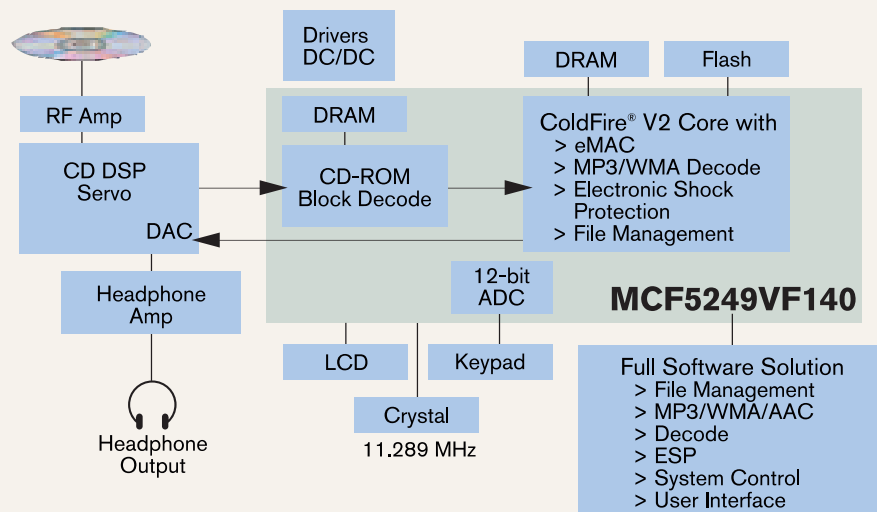 Drivers
DC/DC
DRAM
Flash
RF Amp
DRAM
ColdFire® V2 Core with
> eMAC
> MP3/WMA Decode
> Electronic Shock
Protection
> File Management
CD DSP
Servo
DAC
CD-ROM
Block Decode
Headphone
Amp
12-bit
ADC
MCF5249VF140
LCD
Keypad
Crystal
11.289 MHz
Headphone
Output
Full Software Solution
> File Management
> MP3/WMA/AAC
> Decode
> ESP
> System Control
> User Interface